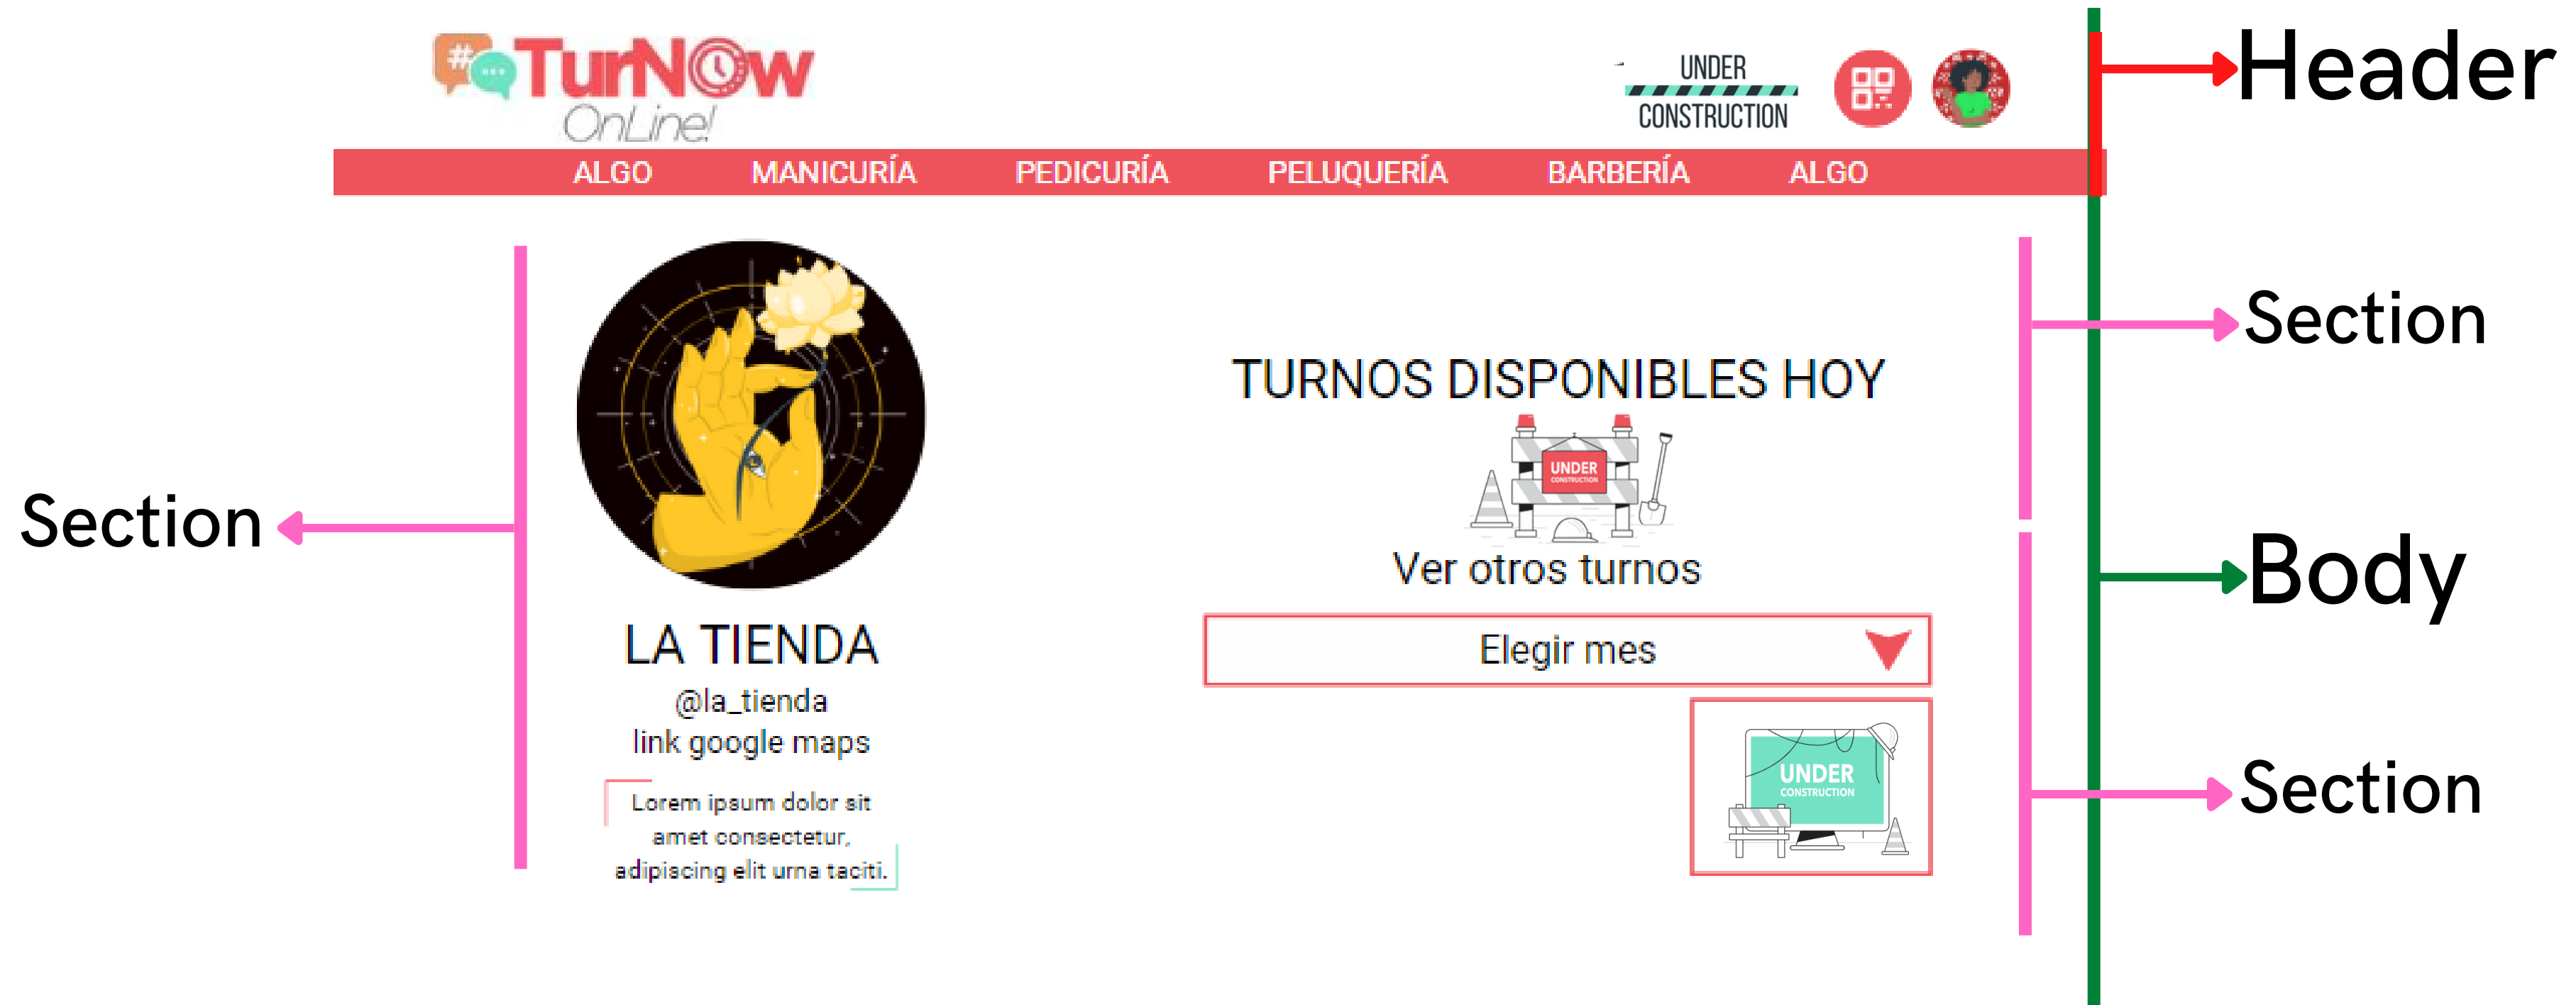 #TurNow
OnLine!
UNDER
CONSTRUCTION
Header
ALGO MANICURÍA PEDICURÍA PELUQUERÍA BARBERÍA ALGO
Section
Section
LA TIENDA
@la_tienda
link google maps
Lorem ipsum dolor sit
amet consectetur,
adipiscing elit urna taciti.
TURNOS DISPONIBLES HOY
UNDER
CONSTRUCTION
Ver otros turnos
Elegir mes
UNDER
CONSTRUCTION
Body
Section